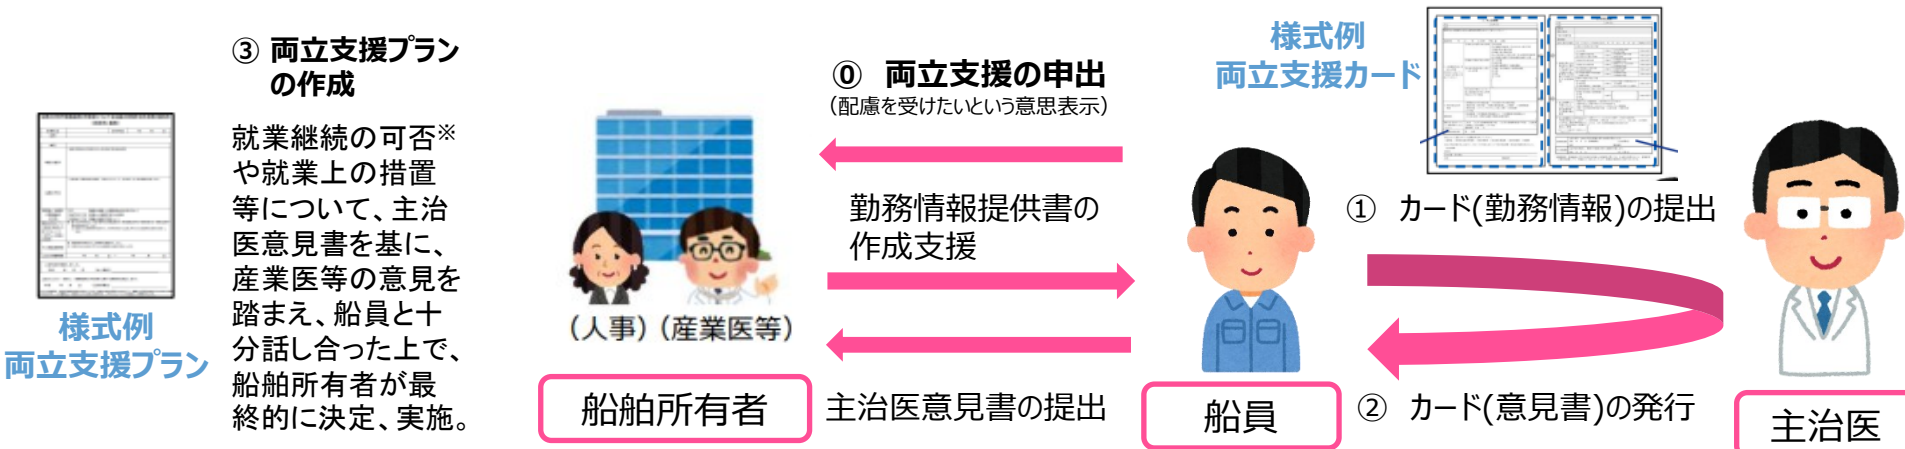 ③ 両立支援プラン
の作成
就業継続の可否※
や就業上の措置
等について、主治
医意見書を基に、
産業医等の意見を
踏まえ、船員と十
分話し合った上で、
船舶所有者が最
終的に決定、実施。
様式例
両立支援プラン
⓪ 両立支援の申出
(配慮を受けたいという意思表示)
勤務情報提供書の
作成支援
(人事)(産業医等)
船舶所有者
主治医意見書の提出
船員
様式例
両立支援カード
① カード(勤務情報)の提出
② カード(意見書)の発行
主治医